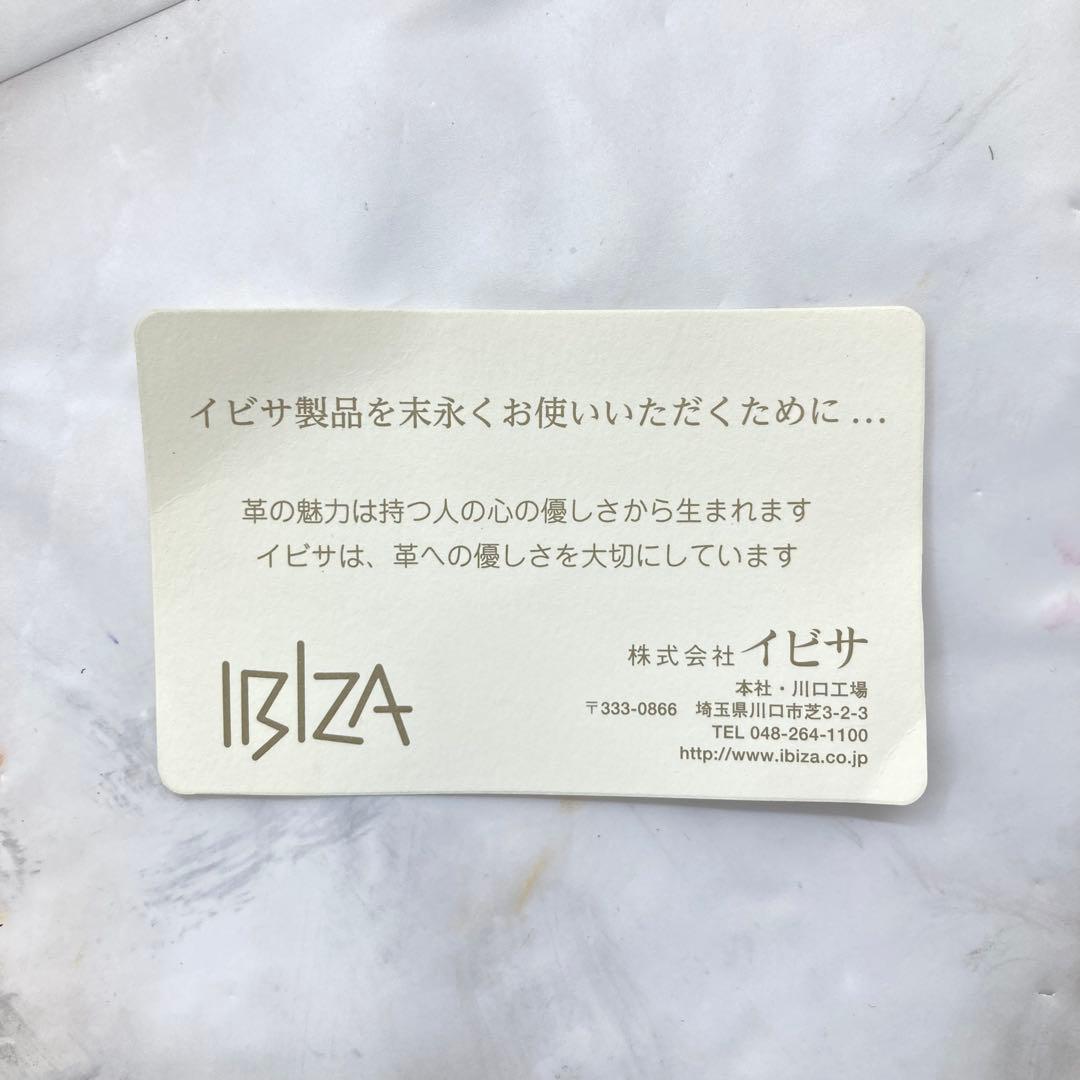 イビサ製品を末永くお使いいただくために…
革の魅力は持つ人の心の優しさから生まれます
イビサは、革への優しさを大切にしています
IBIZA
株式会社イビサ
本社・川口工場
〒333-0866 埼玉県川口市芝3-2-3
TEL 048-264-1100
http://www.ibiza.co.jp